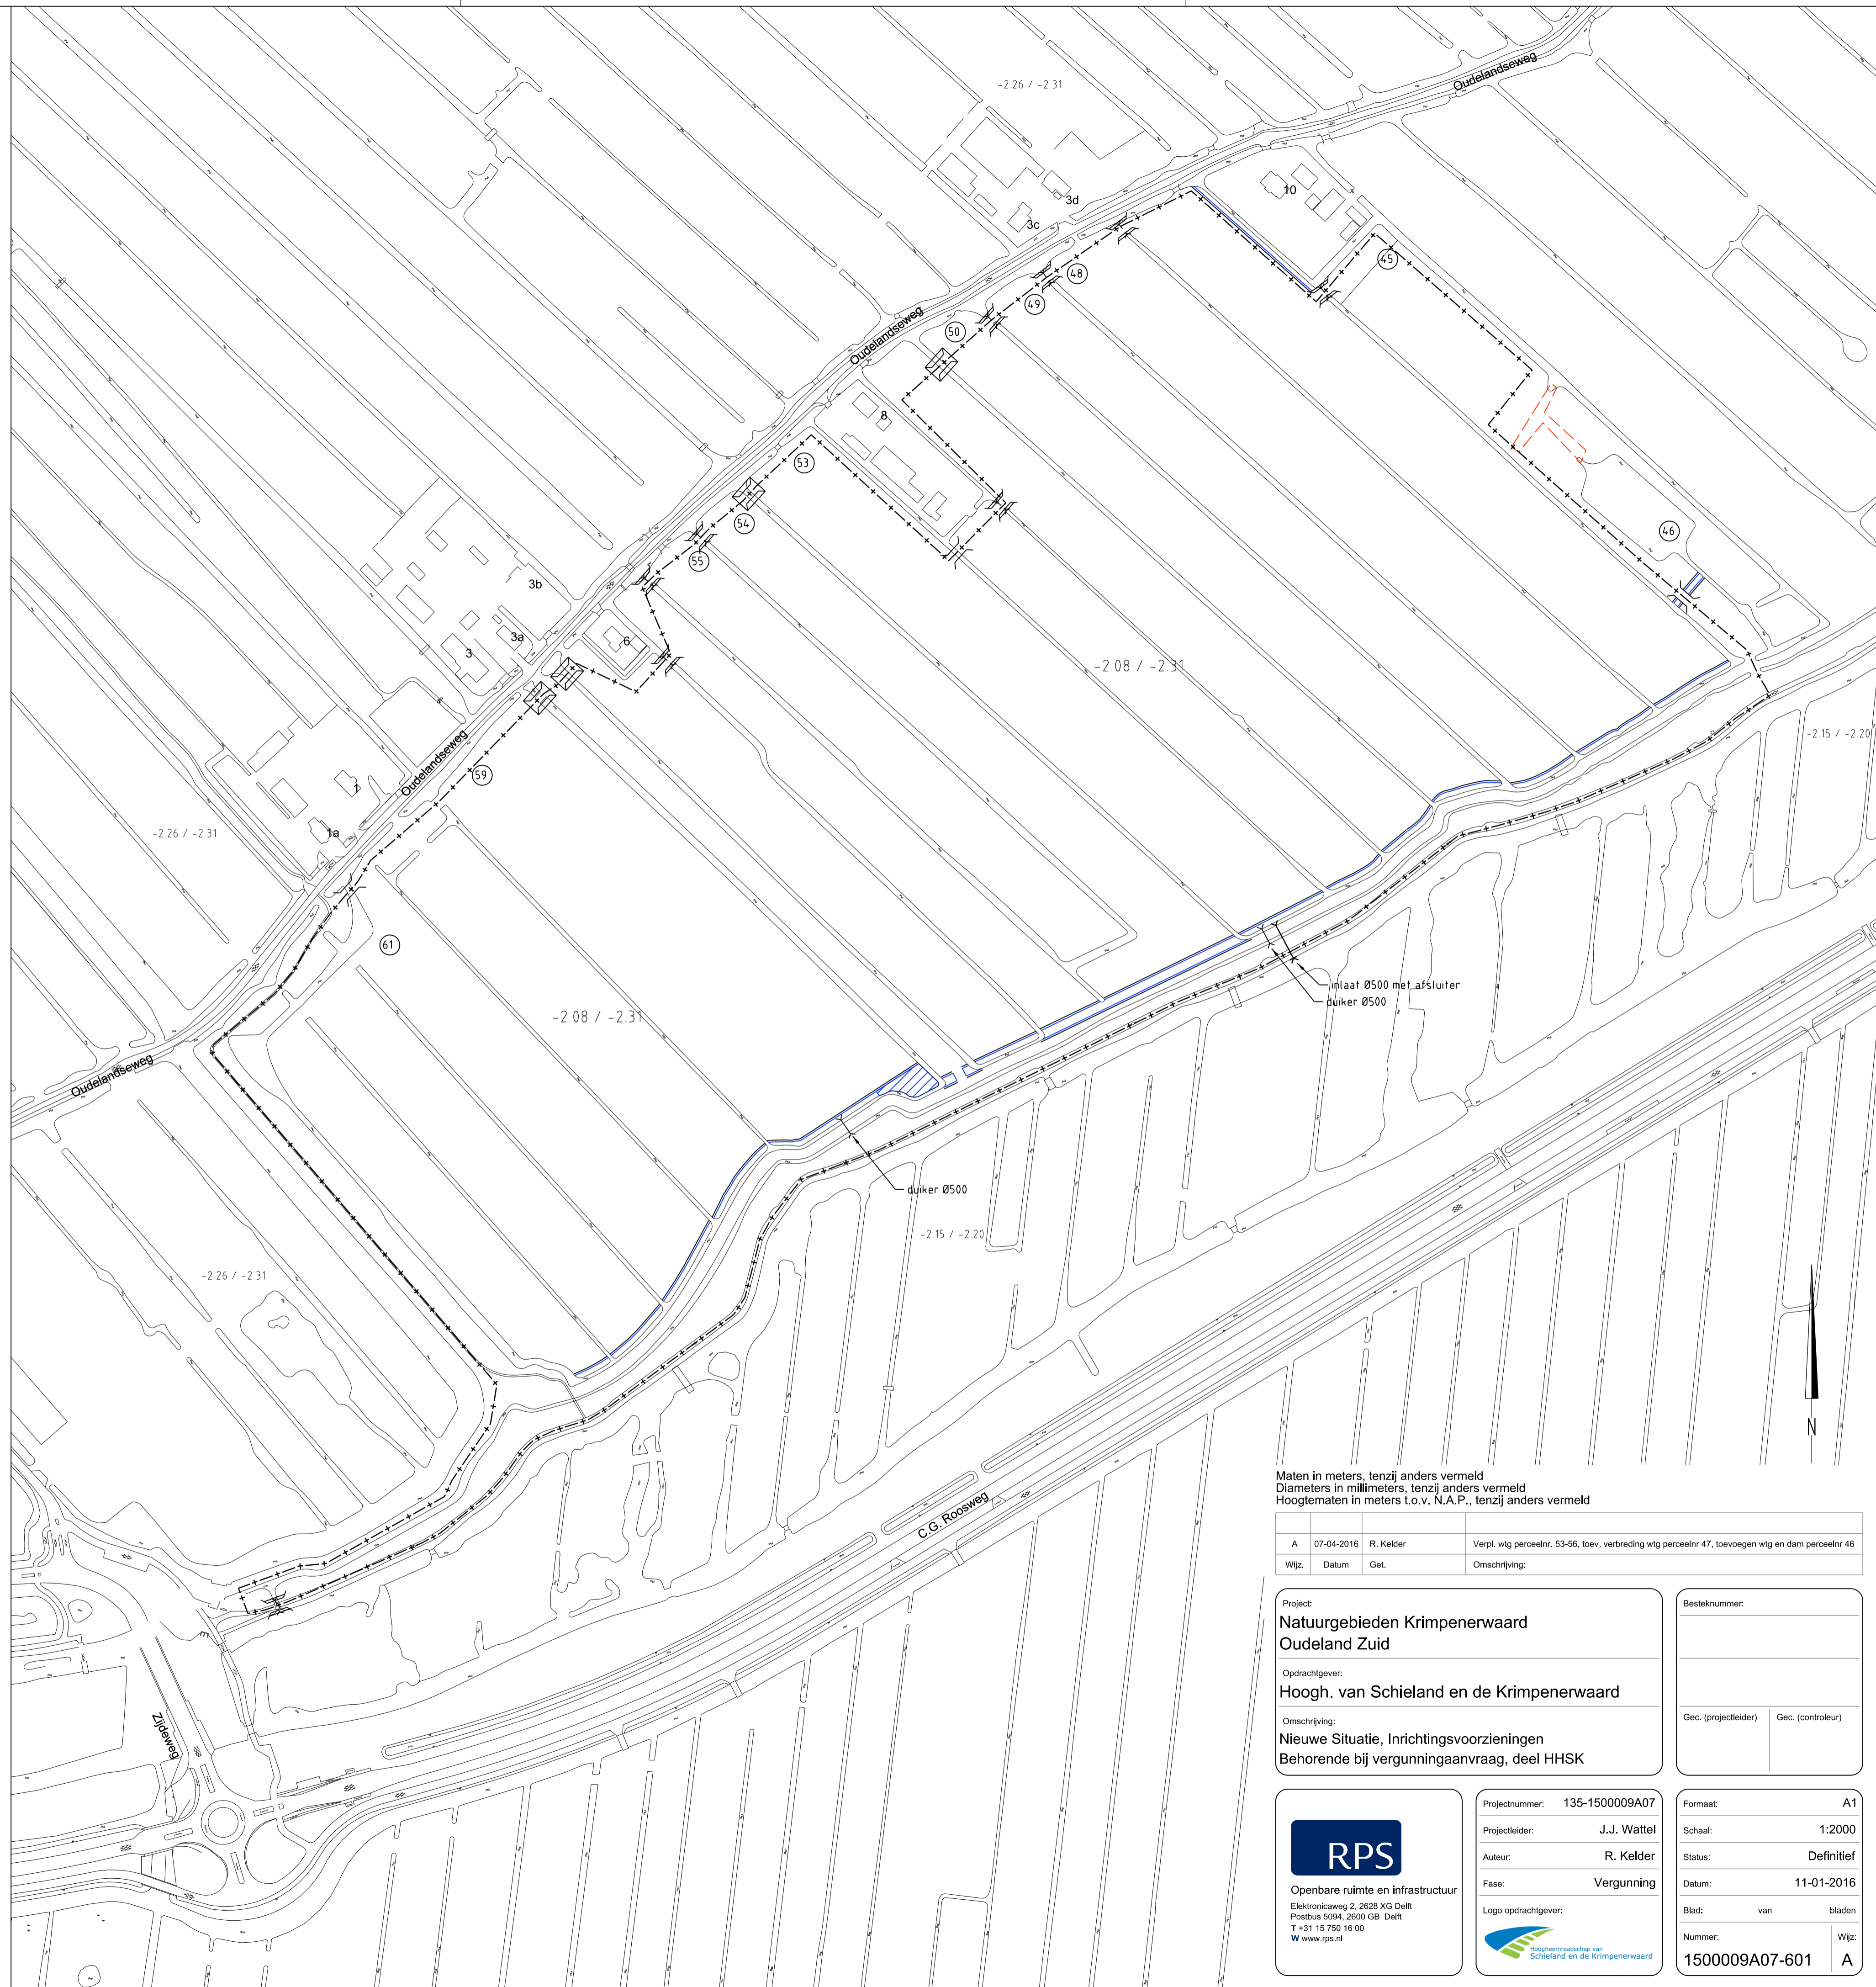 Oudelandseweg
-2.26 / -2.31
10
3d
3c
45
48
49
50
Oudelandseweg
8
53
54
46
55
3b
3a
3
6
-2.08 / -2.31
-2.15 / -2.20
Oudelandseweg
59
1
1a
-2.26 / -2.31
61
inlaat Ø500 met afsluiter
duiker Ø500
-2.08 / -2.31
Oudelandseweg
duiker Ø500
-2.15 / -2.20
-2.26 / -2.31
N
C.G. Roosweg
Zijdeweg
Maten in meters, tenzij anders vermeld
Diameters in millimeters, tenzij anders vermeld
Hoogtematen in meters t.o.v. N.A.P., tenzij anders vermeld
A 07-04-2016 R. Kelder Verpl. wtg perceelnr. 53-56, toev. verbreding wtg perceelnr 47, toevoegen wtg en dam perceelnr 46
Wijz. Datum Get. Omschrijving:
Project:
Natuurgebieden Krimpenerwaard
Oudeland Zuid
Opdrachtgever:
Hoogh. van Schieland en de Krimpenerwaard
Omschrijving:
Nieuwe Situatie, Inrichtingsvoorzieningen
Behorende bij vergunningaanvraag, deel HHSK
Besteknummer:
Gec. (projectleider) Gec. (controleur)
RPS
Openbare ruimte en infrastructuur
Elektronicaweg 2, 2628 XG Delft
Postbus 5094, 2600 GB Delft
T +31 15 750 16 00
W www.rps.nl
Projectnummer: 135-1500009A07
Projectleider: J.J. Wattel
Auteur: R. Kelder
Fase: Vergunning
Logo opdrachtgever:
Hoogheemraadschap van
Schieland en de Krimpenerwaard
Formaat: A1
Schaal: 1:2000
Status: Definitief
Datum: 11-01-2016
Blad: van bladen
Nummer: Wijz:
1500009A07-601 A